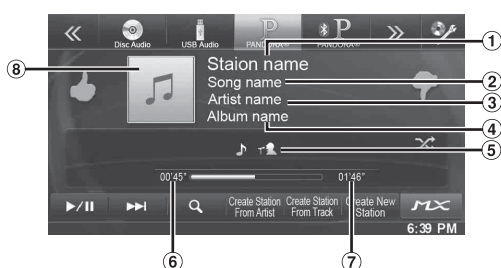 Disc Audio
USB Audio
PANDORA®
PANDORA®
1
8
Staion name
Song name
2
Artist name
3
Album name
4
5
00'45"
01'46"
Create Station From Artist
Create Station From Track
Create New Station
MX
6:39 PM
6
7